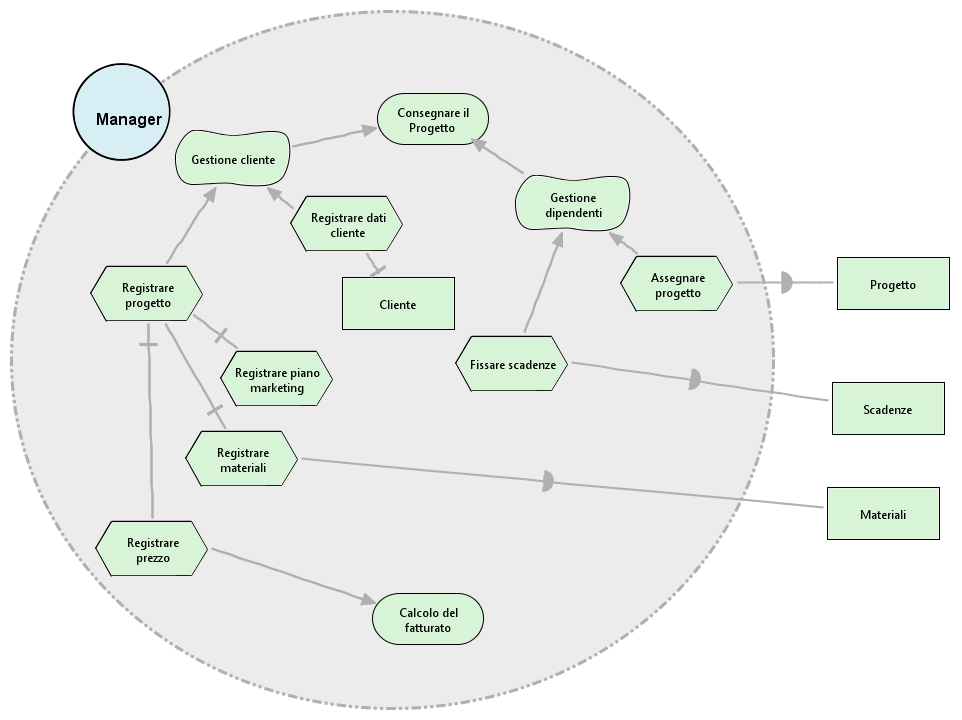 Manager
Consegnare il
Progetto
Gestione cliente
Gestione
dipendenti
Registrare dati
cliente
Registrare
progetto
Cliente
Assegnare
progetto
Progetto
Registrare piano
marketing
Fissare scadenze
Scadenze
Registrare
materiali
Materiali
Registrare
prezzo
Calcolo del
fatturato